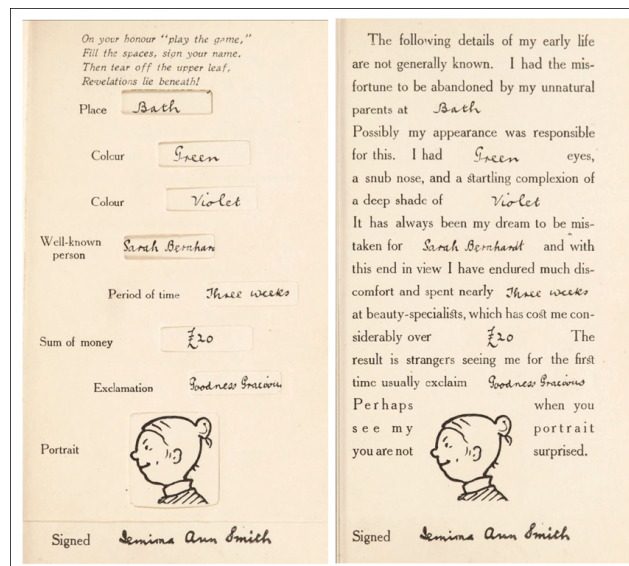 On your honour "play the game,"
Fill the spaces, sign your name.
Then tear off the upper leaf,
Revelations lie beneath!
Place Bath
Colour Green
Colour Violet
Well-known person Sarah Bernhar
Period of time Three weeks
Sum of money £20
Exclamation Goodness Gracious
Portrait
Signed Jemima Ann Smith
The following details of my early life
are not generally known. I had the mis-
fortune to be abandoned by my unnatural
parents at Bath
Possibly my appearance was responsible
for this. I had Green eyes,
a snub nose, and a startling complexion of
a deep shade of Violet
It has always been my dream to be mis-
taken for Sarah Bernhardt and with
this end in view I have endured much dis-
comfort and spent nearly Three weeks
at beauty-specialists, which has cost me con-
siderably over £20 The
result is strangers seeing me for the first
time usually exclaim Goodness Gracious
Perhaps when you
see my portrait
you are not surprised.
Signed Jemima Ann Smith